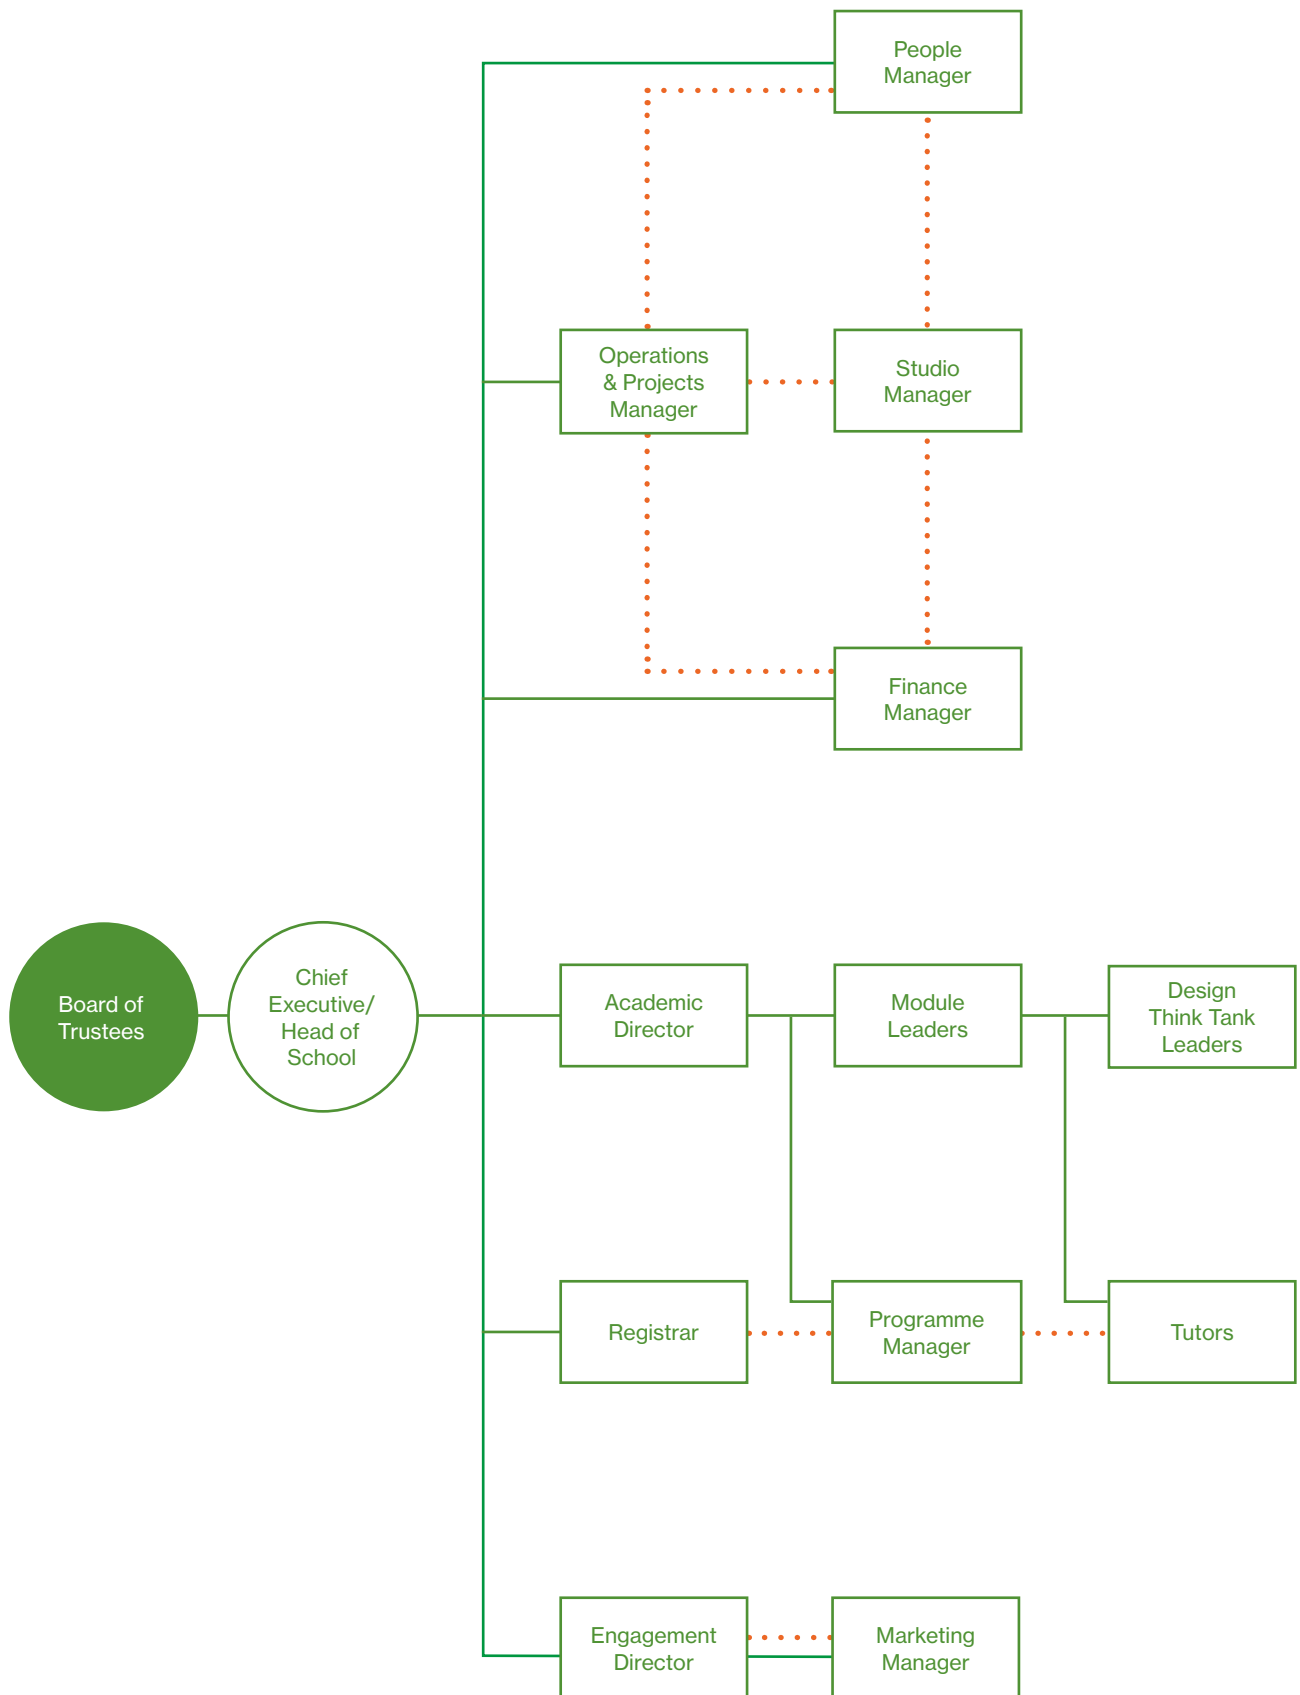 People
Manager
Operations
& Projects
Manager
Studio
Manager
Finance
Manager
Board of
Trustees
Chief
Executive/
Head of
School
Academic
Director
Module
Leaders
Design
Think Tank
Leaders
Registrar
Programme
Manager
Tutors
Engagement
Director
Marketing
Manager